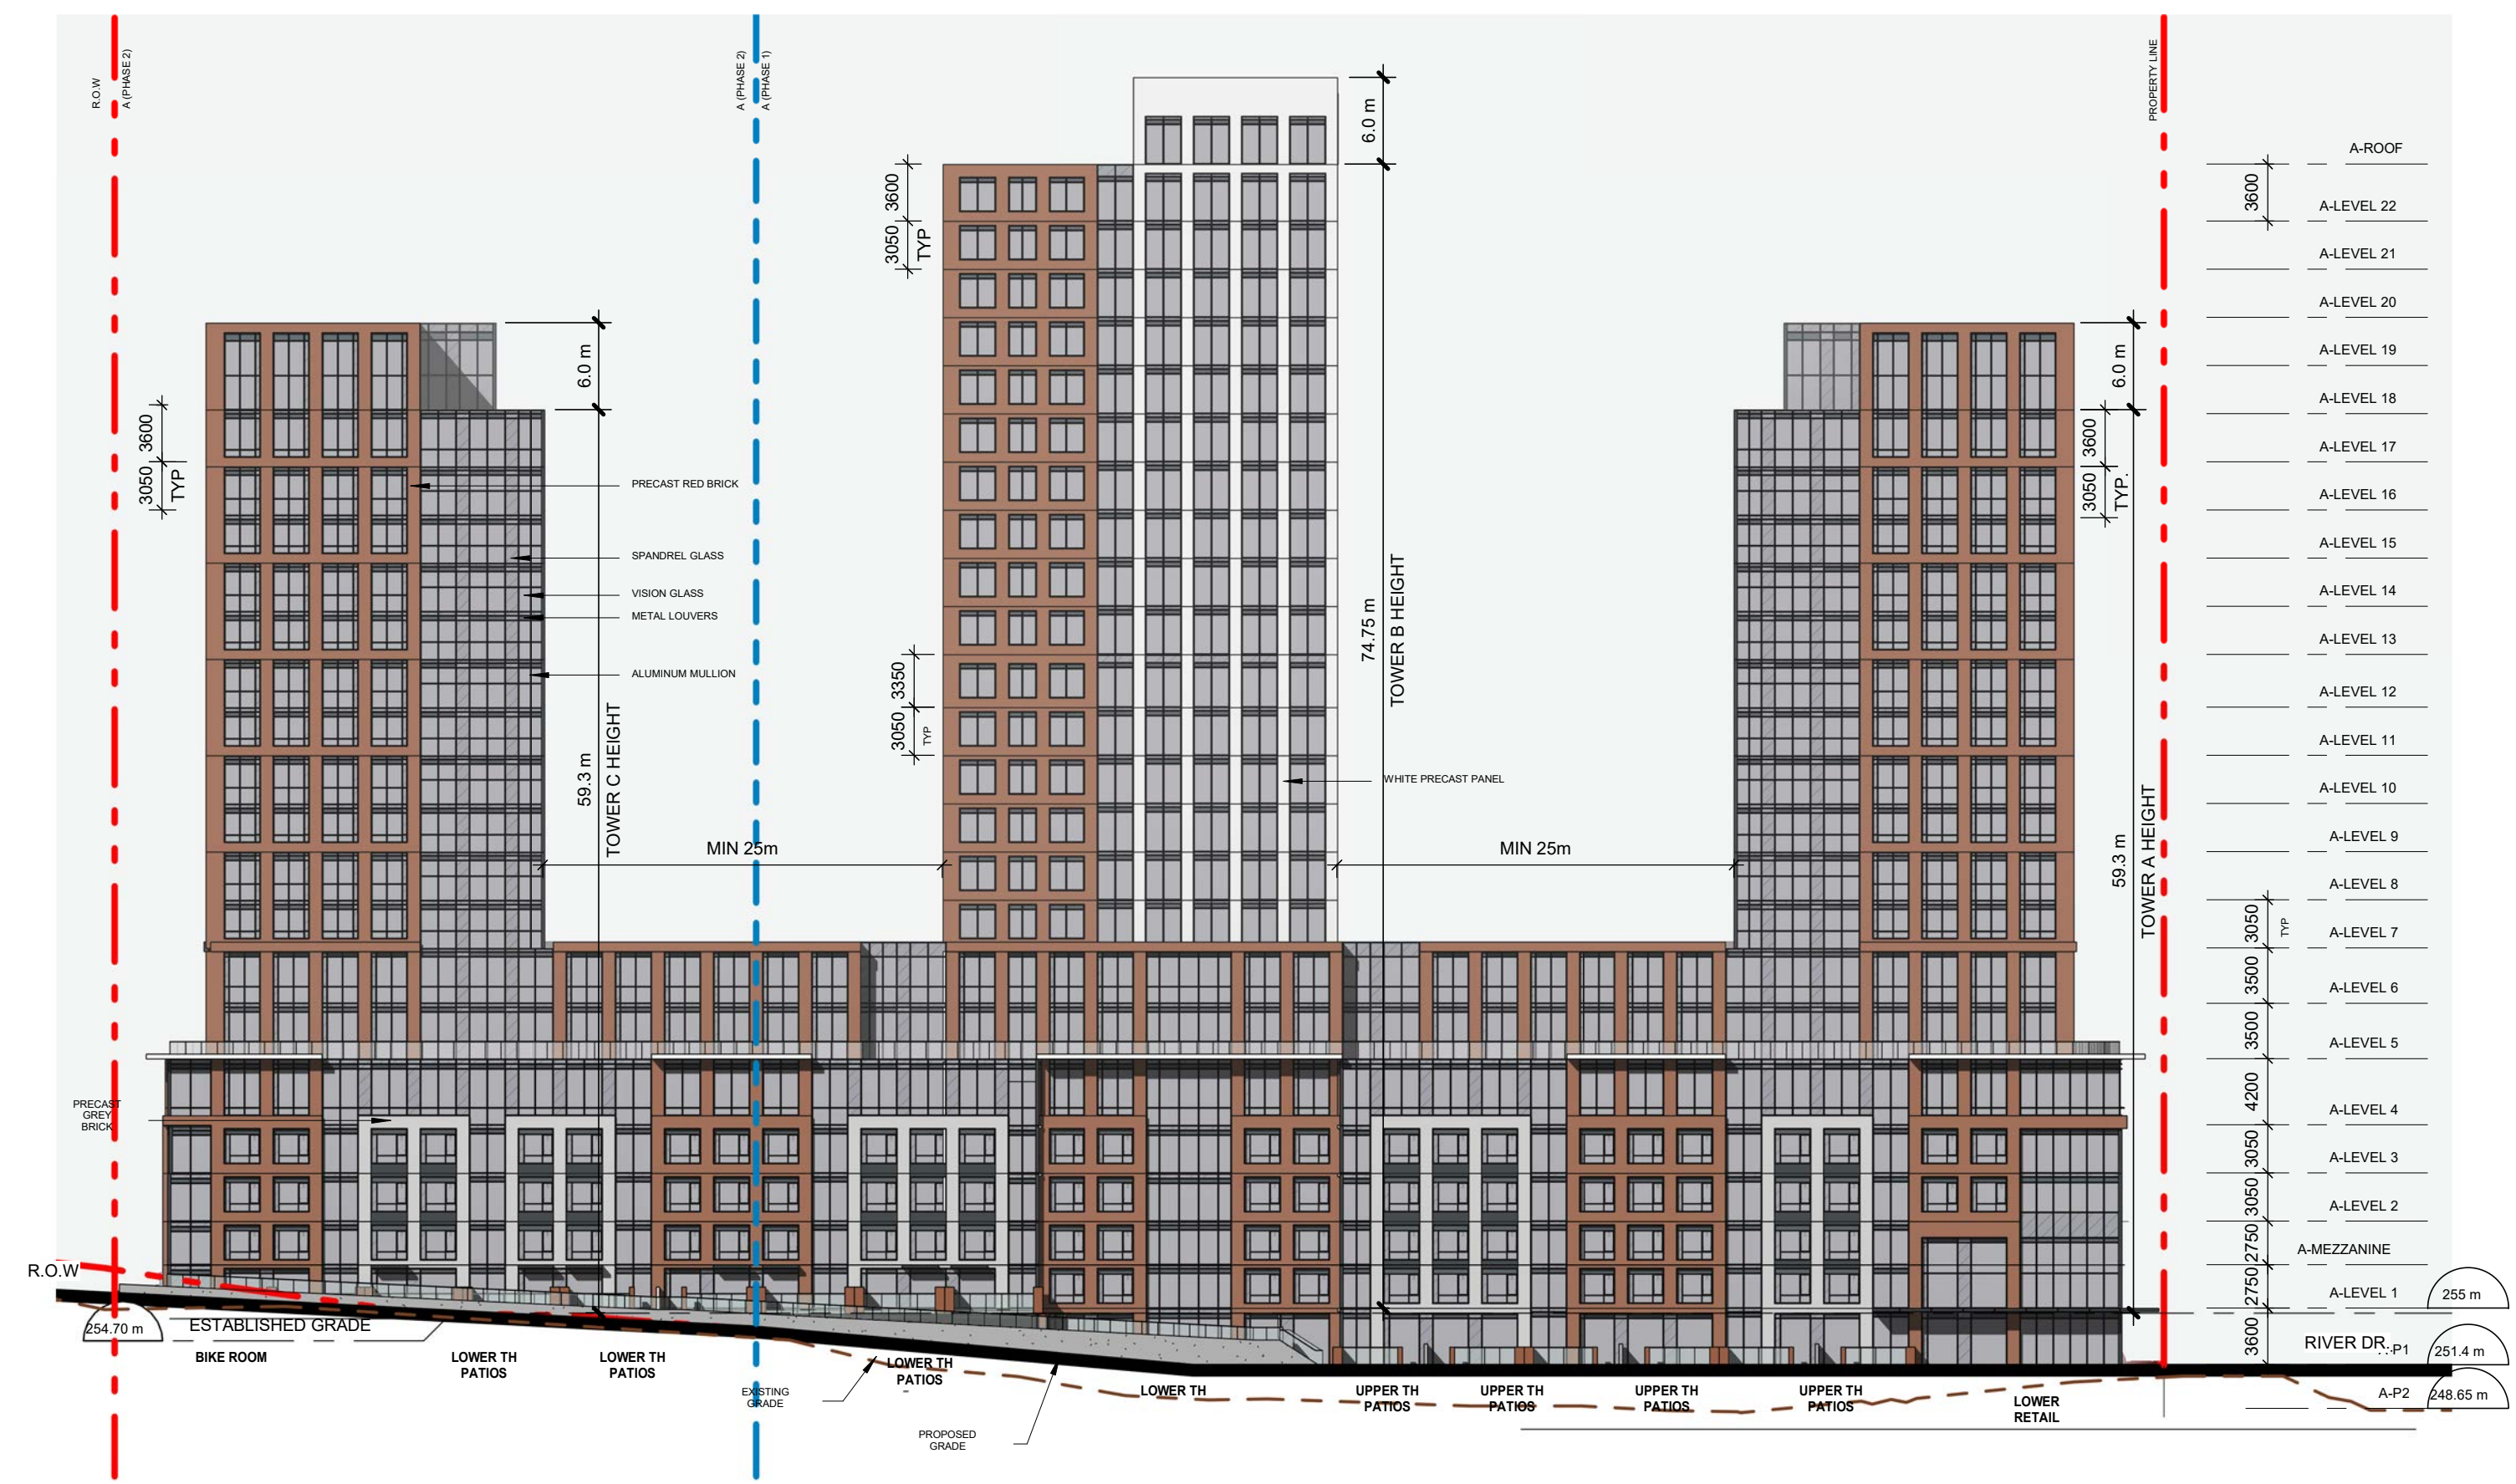 R.O.W
A (PHASE 2)
A (PHASE 2)
A (PHASE 1)
PROPERTY LINE
6.0 m
3600
3050
TYP
74.75 m
TOWER B HEIGHT
3350
3050
TYP
WHITE PRECAST PANEL
6.0 m
3600
3050
TYP
59.3 m
TOWER C HEIGHT
PRECAST RED BRICK
SPANDREL GLASS
VISION GLASS
METAL LOUVERS
ALUMINUM MULLION
MIN 25m
MIN 25m
6.0 m
3600
3050
TYP.
59.3 m
TOWER A HEIGHT
A-ROOF
3600
A-LEVEL 22
A-LEVEL 21
A-LEVEL 20
A-LEVEL 19
A-LEVEL 18
A-LEVEL 17
A-LEVEL 16
A-LEVEL 15
A-LEVEL 14
A-LEVEL 13
A-LEVEL 12
A-LEVEL 11
A-LEVEL 10
A-LEVEL 9
A-LEVEL 8
3050
TYP
A-LEVEL 7
3500
A-LEVEL 6
3500
A-LEVEL 5
4200
A-LEVEL 4
3050
A-LEVEL 3
3050
A-LEVEL 2
2750
A-MEZZANINE
2750
A-LEVEL 1
255 m
3600
RIVER DR.
-P1
251.4 m
A-P2
248.65 m
PRECAST
GREY
BRICK
R.O.W
254.70 m
ESTABLISHED GRADE
BIKE ROOM
LOWER TH
PATIOS
LOWER TH
PATIOS
EXISTING
GRADE
LOWER TH
PATIOS
PROPOSED
GRADE
LOWER TH
UPPER TH
PATIOS
UPPER TH
PATIOS
UPPER TH
PATIOS
UPPER TH
PATIOS
LOWER
RETAIL